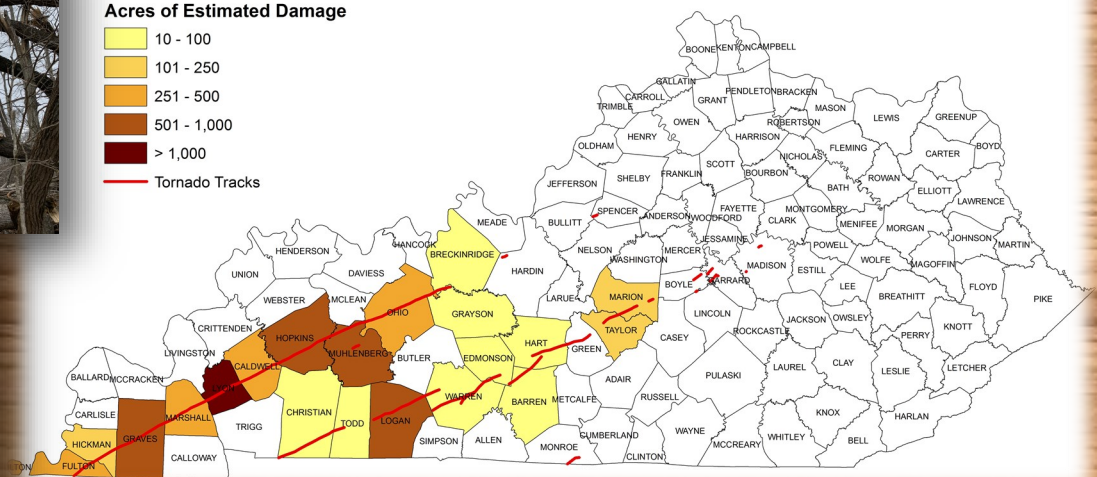 Acres of Estimated Damage
10 - 100
101 - 250
251 - 500
501 - 1,000
> 1,000
Tornado Tracks
BOONE KENTON CAMPBELL
GALLATIN
PENDLETON BRACKEN
CARROLL GRANT
TRIMBLE MASON
OWEN ROBERTSON LEWIS GREENUP
HENRY HARRISON
OLDHAM FLEMING BOYD
NICHOLAS CARTER
SCOTT
SHELBY FRANKLIN BOURBON ROWAN
JEFFERSON BATH ELLIOTT
LAWRENCE
SPENCER FAYETTE MONTGOMERY
MEADE BULLITT ANDERSON WOODFORD CLARK MENIFEE MORGAN
HANCOCK JESSAMINE JOHNSON MARTIN
HENDERSON BRECKINRIDGE NELSON WASHINGTON MERCER POWELL
WOLFE MAGOFFIN
UNION DAVIESS HARDIN MADISON ESTILL
BOYLE GARRARD LEE FLOYD
WEBSTER MCLEAN LARUE MARION BREATHITT PIKE
OHIO GRAYSON LINCOLN JACKSON OWSLEY
CRITTENDEN TAYLOR ROCKCASTLE KNOTT
HOPKINS HART CASEY PERRY
LIVINGSTON MUHLENBERG BUTLER EDMONSON GREEN
CALDWELL CLAY LETCHER
BALLARD MCCRACKEN ADAIR PULASKI LAUREL LESLIE
WARREN BARREN METCALFE RUSSELL
CARLISLE MARSHALL CHRISTIAN KNOX HARLAN
TRIGG TODD LOGAN
HICKMAN GRAVES SIMPSON ALLEN MONROE CUMBERLAND WAYNE WHITLEY BELL
MCCREARY
FULTON CALLOWAY CLINTON